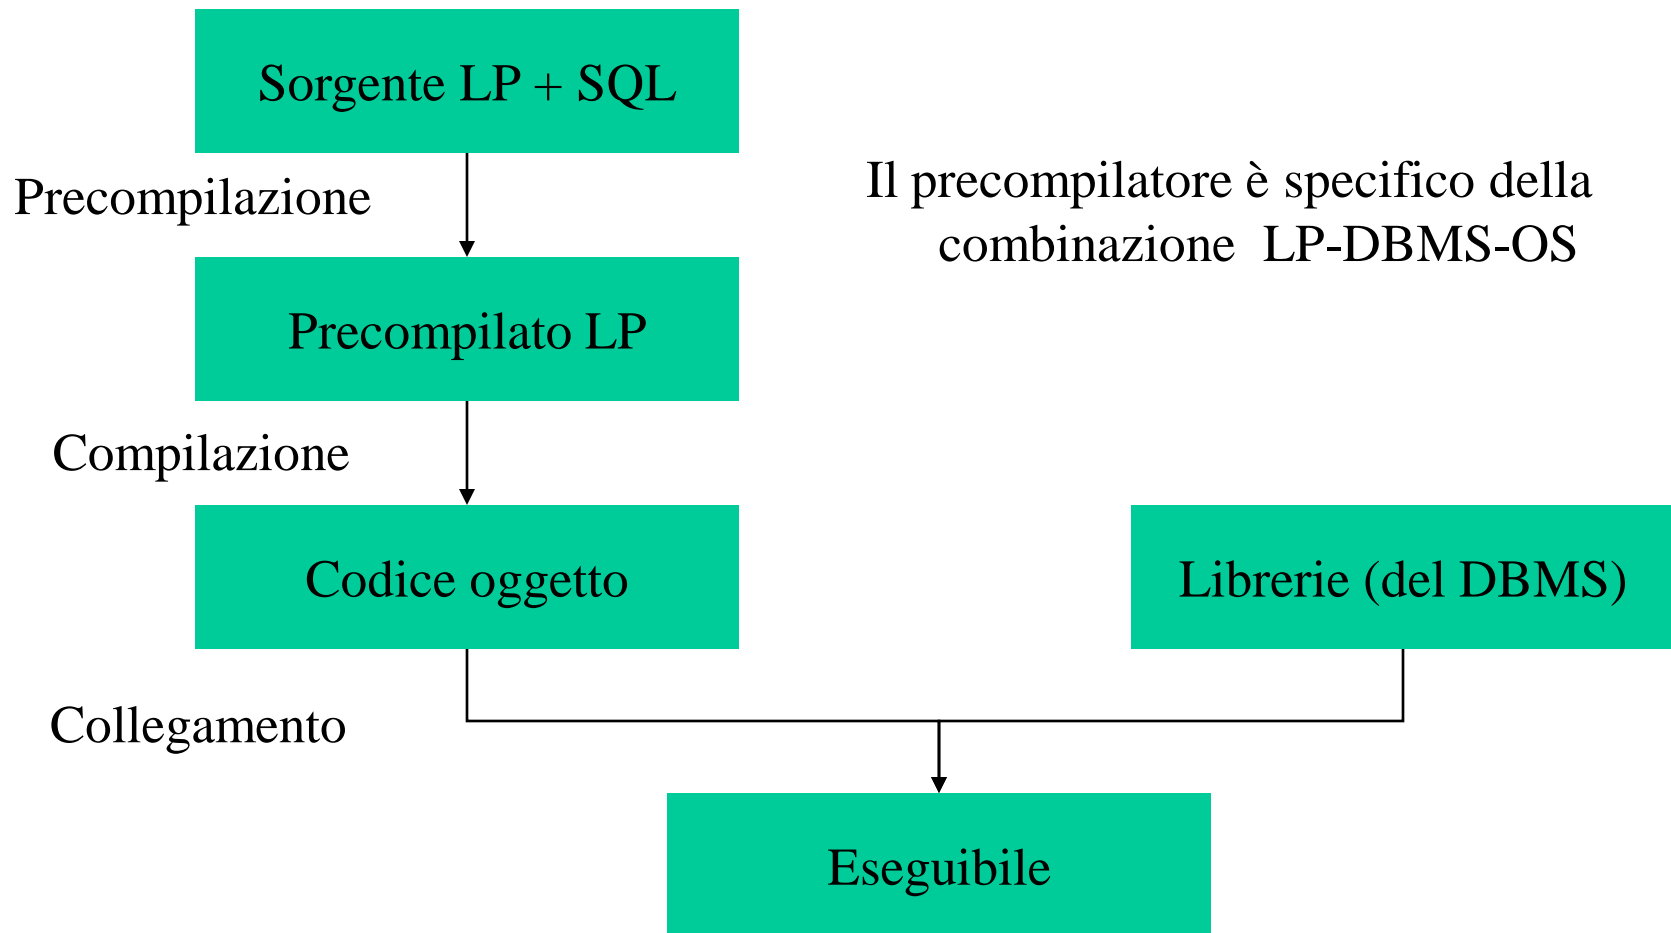 Sorgente LP + SQL
Precompilazione
Il precompilatore è specifico della
combinazione LP-DBMS-OS
Precompilato LP
Compilazione
Codice oggetto
Librerie (del DBMS)
Collegamento
Eseguibile